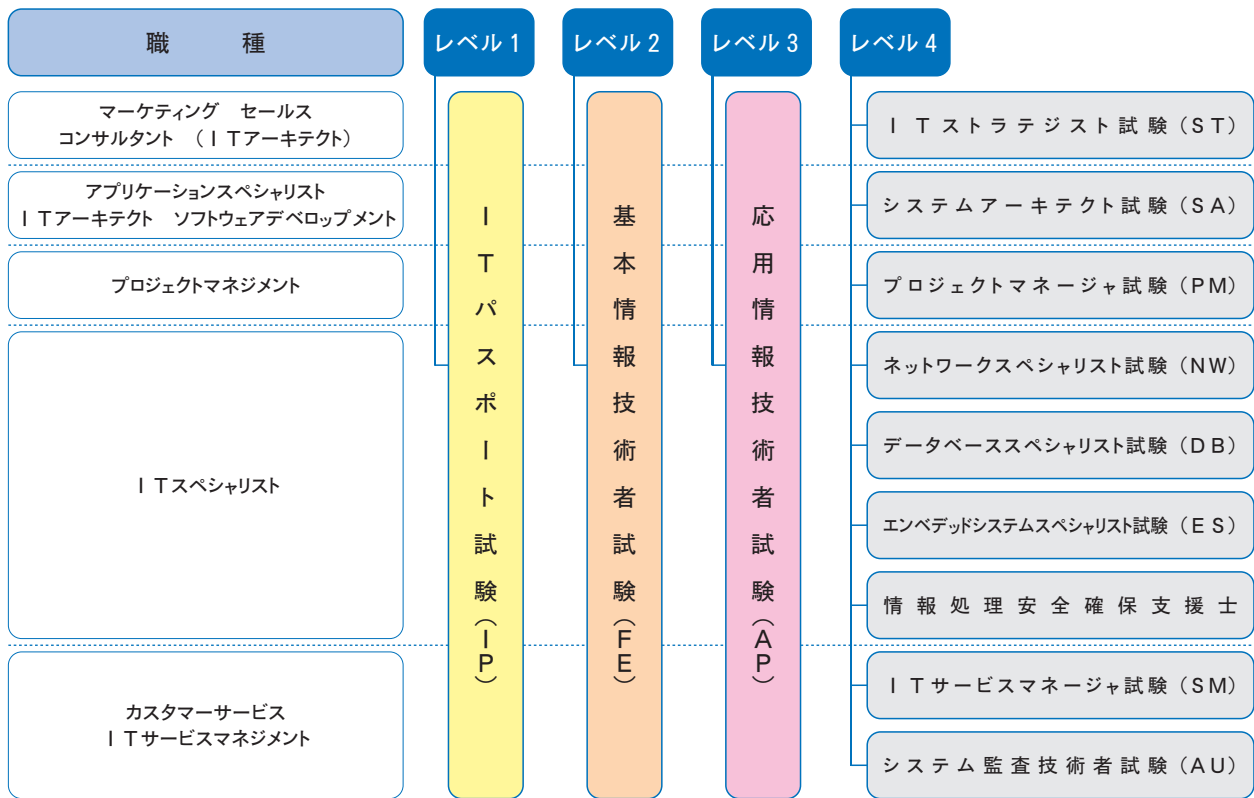 職種
レベル1
レベル2
レベル3
レベル4
マーケティング セールス
コンサルタント (ITアーキテクト)
アプリケーションスペシャリスト
ITアーキテクト ソフトウェアデベロップメント
プロジェクトマネジメント
ITスペシャリスト
カスタマーサービス
ITサービスマネジメント
ITパスポート試験(IP)
基本情報技術者試験(FE)
応用情報技術者試験(AP)
ITストラテジスト試験(ST)
システムアーキテクト試験(SA)
プロジェクトマネージャ試験(PM)
ネットワークスペシャリスト試験(NW)
データベーススペシャリスト試験(DB)
エンベデッドシステムスペシャリスト試験(ES)
情報処理安全確保支援士
ITサービスマネージャ試験(SM)
システム監査技術者試験(AU)